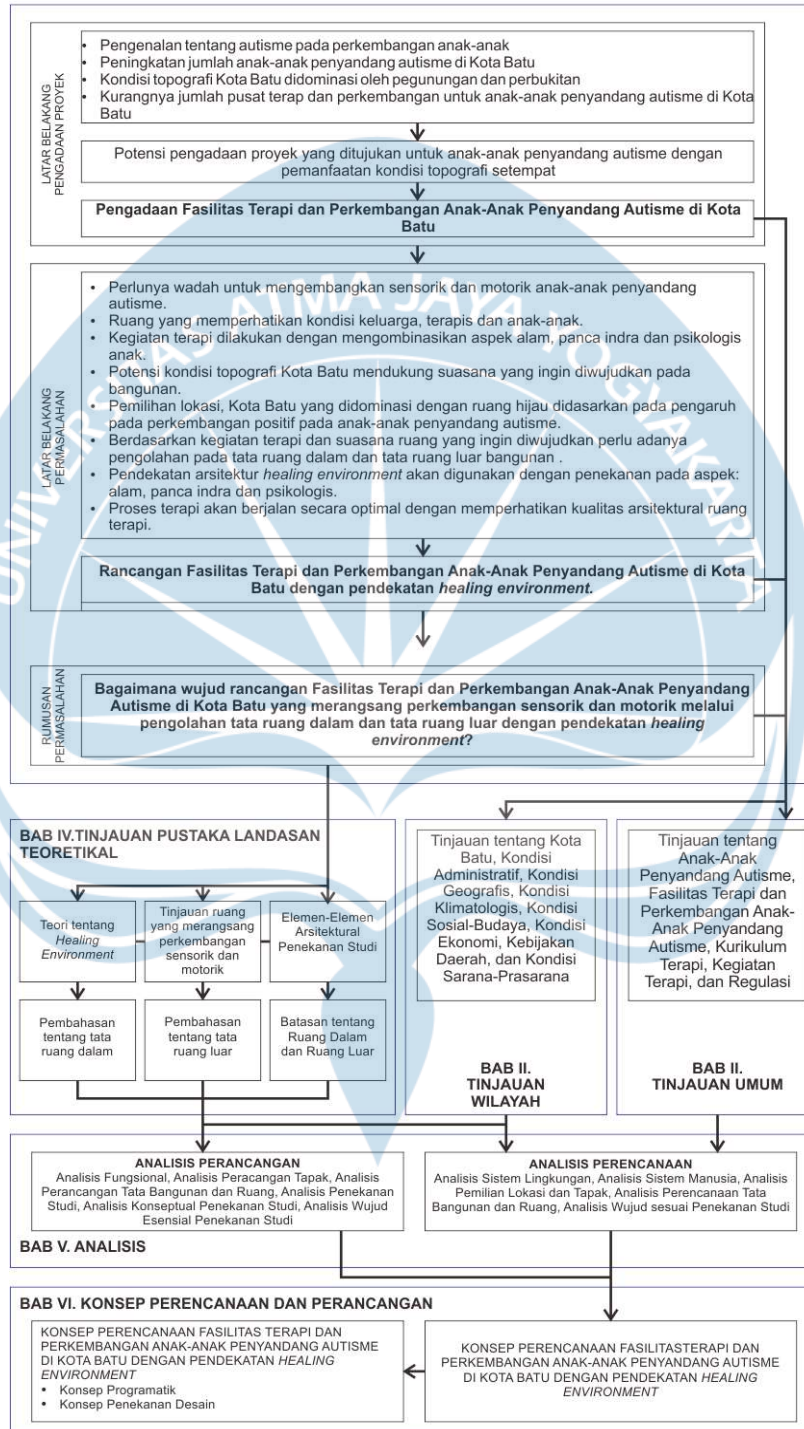 LATAR BELAKANG
PENGADAAN PROYEK
• Pengenalan tentang autisme pada perkembangan anak-anak
• Peningkatan jumlah anak-anak penyandang autisme di Kota Batu
• Kondisi topografi Kota Batu didominasi oleh pegunungan dan perbukitan
• Kurangnya jumlah pusat terap dan perkembangan untuk anak-anak penyandang autisme di Kota
Batu
Potensi pengadaan proyek yang ditujukan untuk anak-anak penyandang autisme dengan
pemanfaatan kondisi topografi setempat
Pengadaan Fasilitas Terapi dan Perkembangan Anak-Anak Penyandang Autisme di Kota
Batu
LATAR BELAKANG
PERMASALAHAN
• Perlunya wadah untuk mengembangkan sensorik dan motorik anak-anak penyandang
autisme.
• Ruang yang memperhatikan kondisi keluarga, terapis dan anak-anak.
• Kegiatan terapi dilakukan dengan mengombinasikan aspek alam, panca indra dan psikologis
anak.
• Potensi kondisi topografi Kota Batu mendukung suasana yang ingin diwujudkan pada
bangunan.
• Pemilihan lokasi, Kota Batu yang didominasi dengan ruang hijau didasarkan pada pengaruh
pada perkembangan positif pada anak-anak penyandang autisme.
• Berdasarkan kegiatan terapi dan suasana ruang yang ingin diwujudkan perlu adanya
pengolahan pada tata ruang dalam dan tata ruang luar bangunan .
• Pendekatan arsitektur healing environment akan digunakan dengan penekanan pada aspek:
alam, panca indra dan psikologis.
• Proses terapi akan berjalan secara optimal dengan memperhatikan kualitas arsitektural ruang
terapi.
Rancangan Fasilitas Terapi dan Perkembangan Anak-Anak Penyandang Autisme di Kota
Batu dengan pendekatan healing environment.
RUMUSAN
PERMASALAHAN
Bagaimana wujud rancangan Fasilitas Terapi dan Perkembangan Anak-Anak Penyandang
Autisme di Kota Batu yang merangsang perkembangan sensorik dan motorik melalui
pengolahan tata ruang dalam dan tata ruang luar dengan pendekatan healing
environment?
UNIVERSITAS ATMA JAYA YOGYAKARTA
BAB IV.TINJAUAN PUSTAKA LANDASAN
TEORETIKAL
Teori tentang
Healing
Environment
Tinjauan ruang
yang merangsang
perkembangan
sensorik dan
motorik
Elemen-Elemen
Arsitektural
Penekanan Studi
Pembahasan
tentang tata
ruang dalam
Pembahasan
tentang tata
ruang luar
Batasan tentang
Ruang Dalam
dan Ruang Luar
Tinjauan tentang Kota
Batu, Kondisi
Administratif, Kondisi
Geografis, Kondisi
Klimatologis, Kondisi
Sosial-Budaya, Kondisi
Ekonomi, Kebijakan
Daerah, dan Kondisi
Sarana-Prasarana
BAB II.
TINJAUAN
WILAYAH
Tinjauan tentang
Anak-Anak
Penyandang Autisme,
Fasilitas Terapi dan
Perkembangan Anak-
Anak Penyandang
Autisme, Kurikulum
Terapi, Kegiatan
Terapi, dan Regulasi
BAB II.
TINJAUAN UMUM
ANALISIS PERANCANGAN
Analisis Fungsional, Analisis Peracangan Tapak, Analisis
Perancangan Tata Bangunan dan Ruang, Analisis Penekanan
Studi, Analisis Konseptual Penekanan Studi, Analisis Wujud
Esensial Penekanan Studi
ANALISIS PERENCANAAN
Analisis Sistem Lingkungan, Analisis Sistem Manusia, Analisis
Pemilian Lokasi dan Tapak, Analisis Perencanaan Tata
Bangunan dan Ruang, Analisis Wujud sesuai Penekanan Studi
BAB V. ANALISIS
BAB VI. KONSEP PERENCANAAN DAN PERANCANGAN
KONSEP PERENCANAAN FASILITAS TERAPI DAN
PERKEMBANGAN ANAK-ANAK PENYANDANG AUTISME
DI KOTA BATU DENGAN PENDEKATAN HEALING
ENVIRONMENT
• Konsep Programatik
• Konsep Penekanan Desain
KONSEP PERENCANAAN FASILITASTERAPI DAN
PERKEMBANGAN ANAK-ANAK PENYANDANG AUTISME
DI KOTA BATU DENGAN PENDEKATAN HEALING
ENVIRONMENT